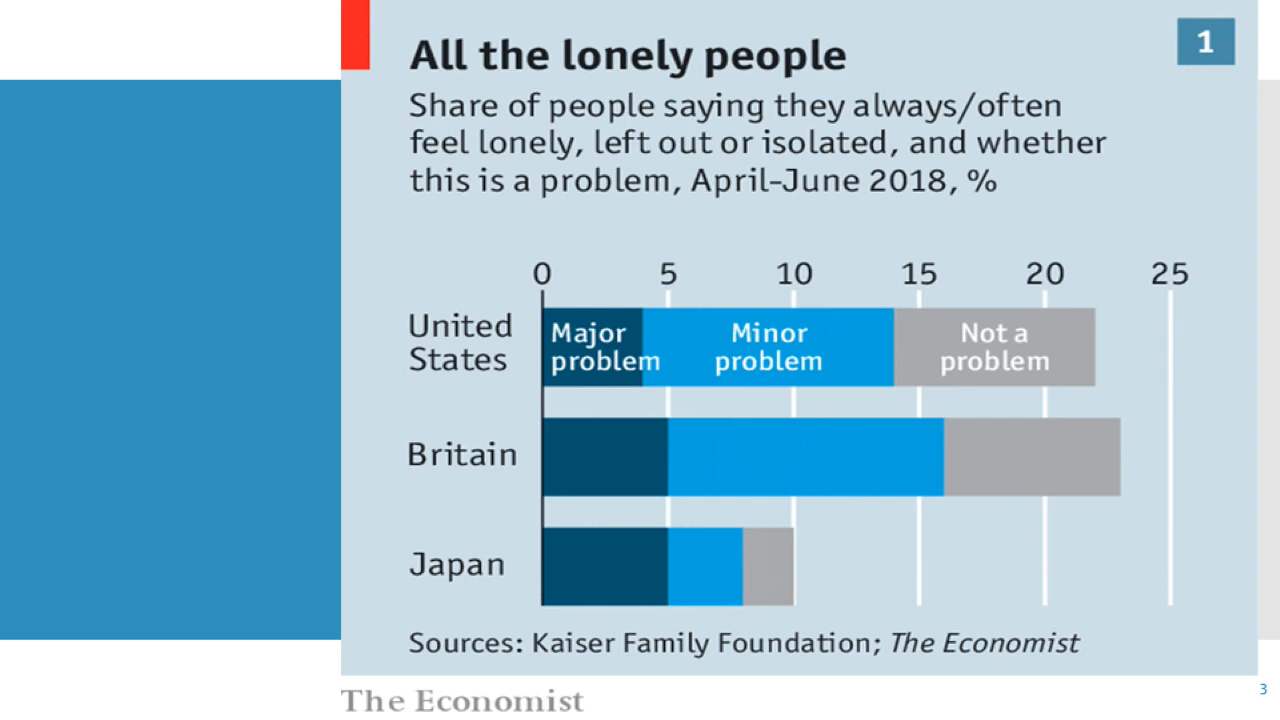 All the lonely people
1
Share of people saying they always/often
feel lonely, left out or isolated, and whether
this is a problem, April–June 2018, %
0 5 10 15 20 25
United
States
Major
problem
Minor
problem
Not a
problem
Britain
Japan
Sources: Kaiser Family Foundation; The Economist
The Economist
3